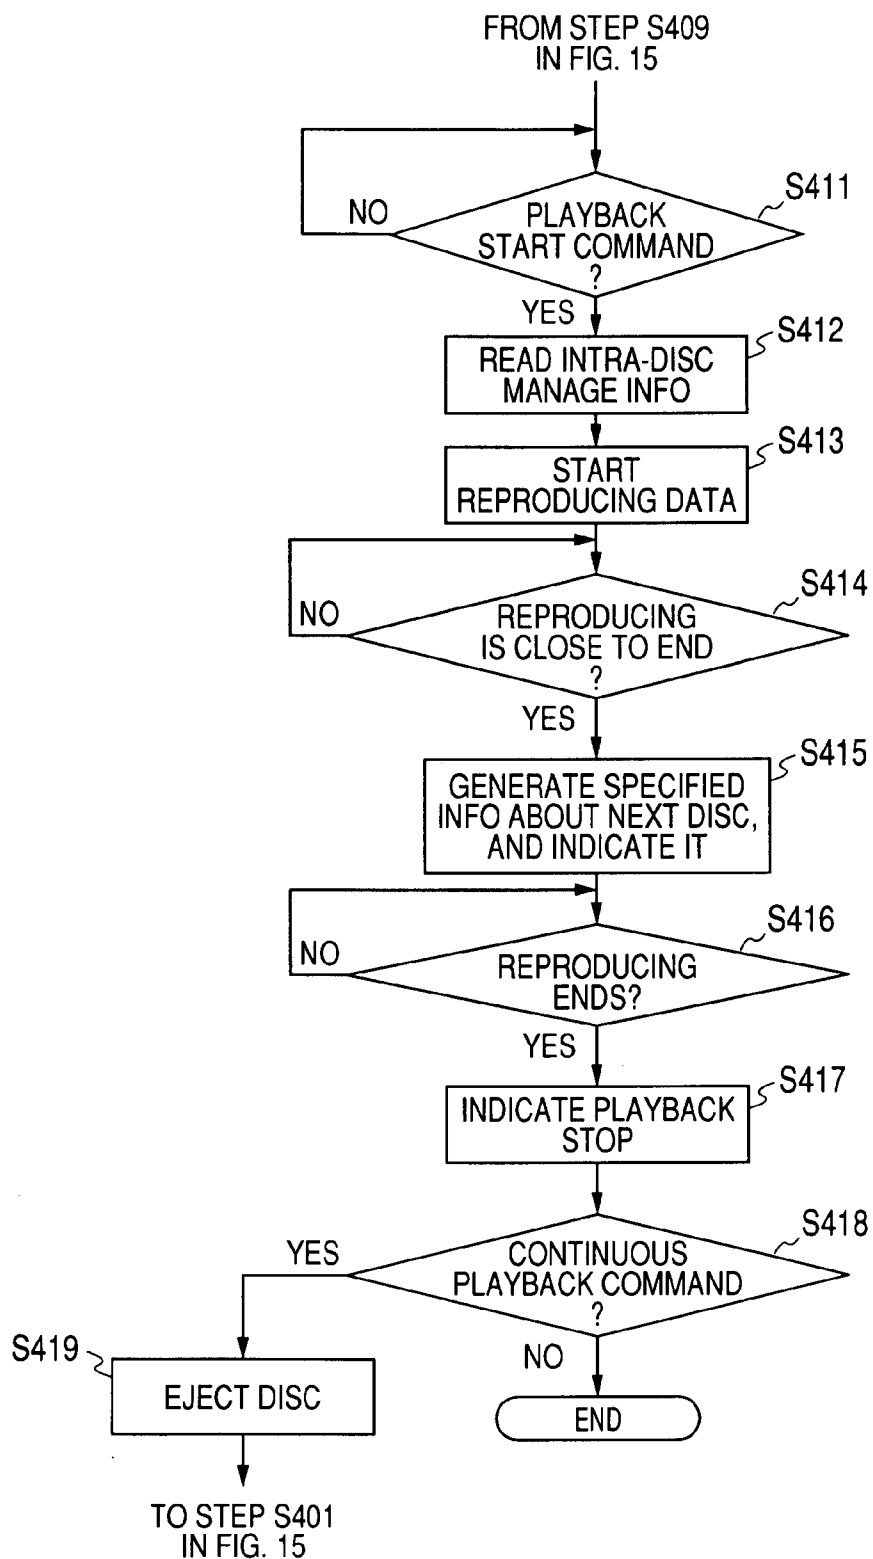 FROM STEP S409
IN FIG. 15
S411
NO
PLAYBACK
START COMMAND
?
YES
S412
READ INTRA-DISC
MANAGE INFO
S413
START
REPRODUCING DATA
S414
NO
REPRODUCING
IS CLOSE TO END
?
YES
S415
GENERATE SPECIFIED
INFO ABOUT NEXT DISC,
AND INDICATE IT
S416
NO
REPRODUCING
ENDS?
YES
S417
INDICATE PLAYBACK
STOP
S418
YES
CONTINUOUS
PLAYBACK COMMAND
?
NO
S419
EJECT DISC
END
TO STEP S401
IN FIG. 15